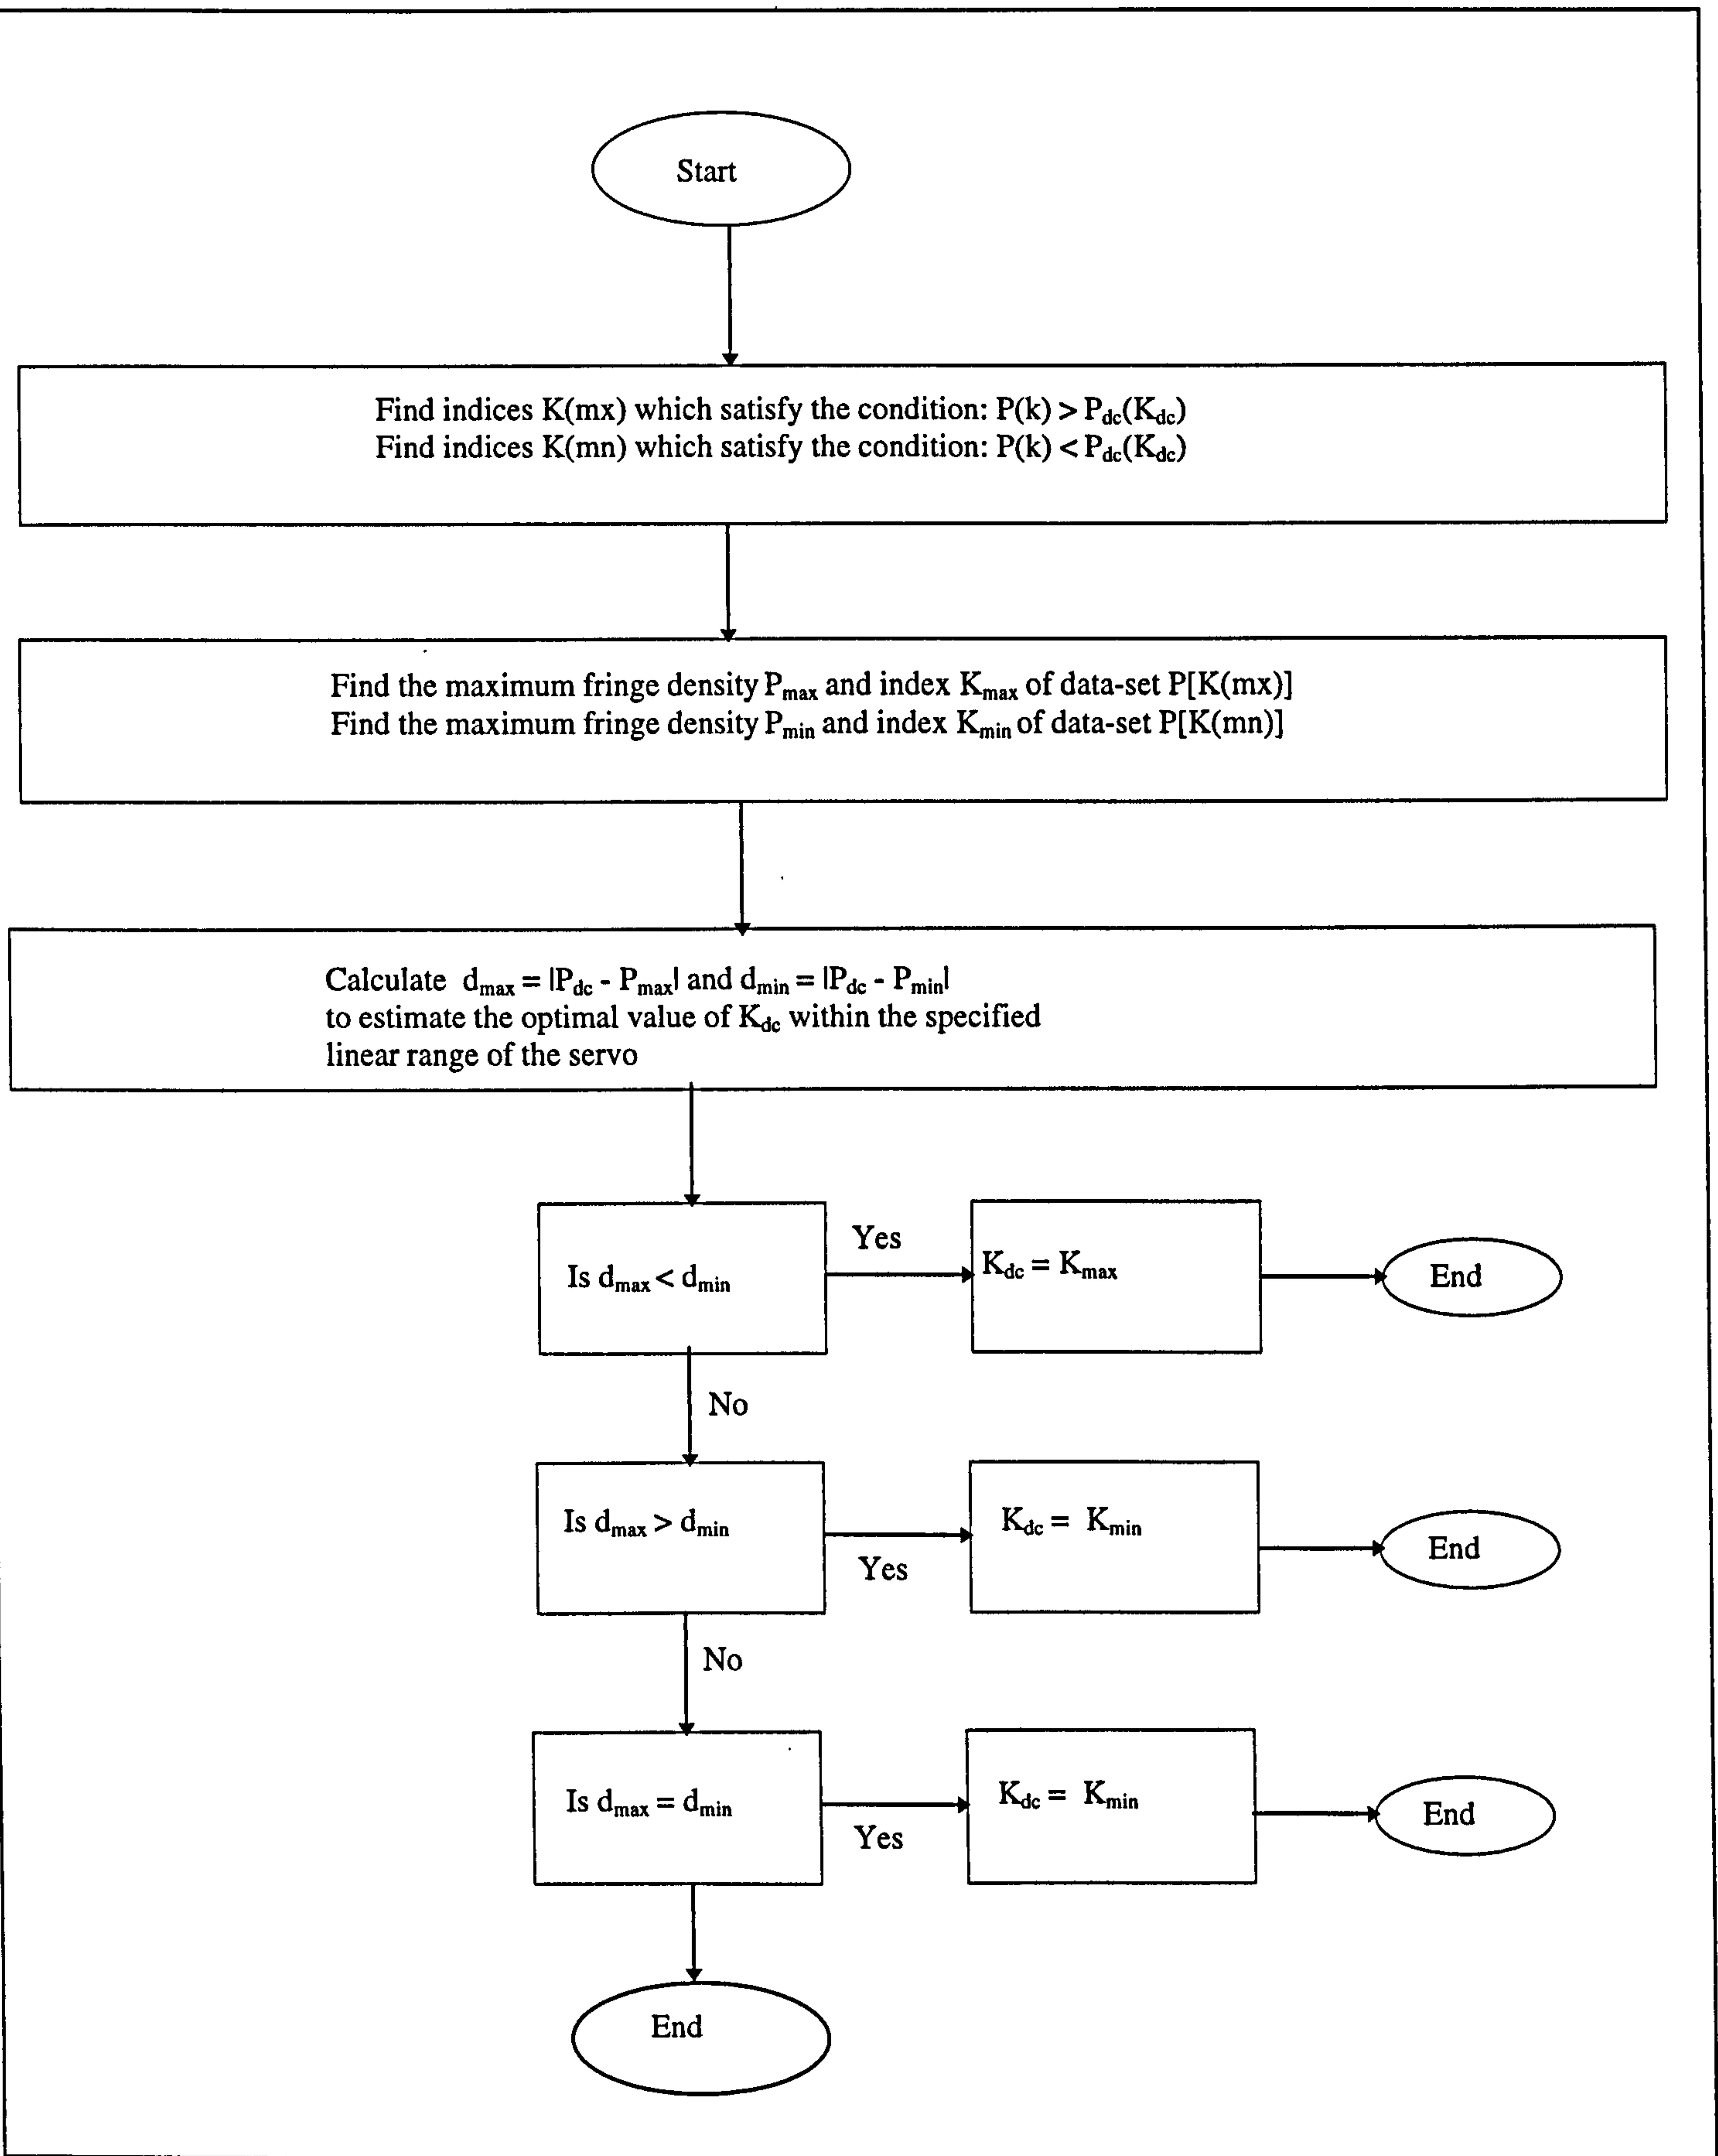 Start
Find indices K(mx) which satisfy the condition: P(k) > Pdc(Kdc)
Find indices K(mn) which satisfy the condition: P(k) < Pdc(Kdc)
Find the maximum fringe density Pmax and index Kmax of data-set P[K(mx)]
Find the maximum fringe density Pmin and index Kmin of data-set P[K(mn)]
Calculate dmax = |Pdc - Pmax| and dmin = |Pdc - Pmin|
to estimate the optimal value of Kdc within the specified
linear range of the servo
Is dmax < dmin
Yes
Kdc = Kmax
End
No
Is dmax > dmin
Yes
Kdc = Kmin
End
No
Is dmax = dmin
Yes
Kdc = Kmin
End
End